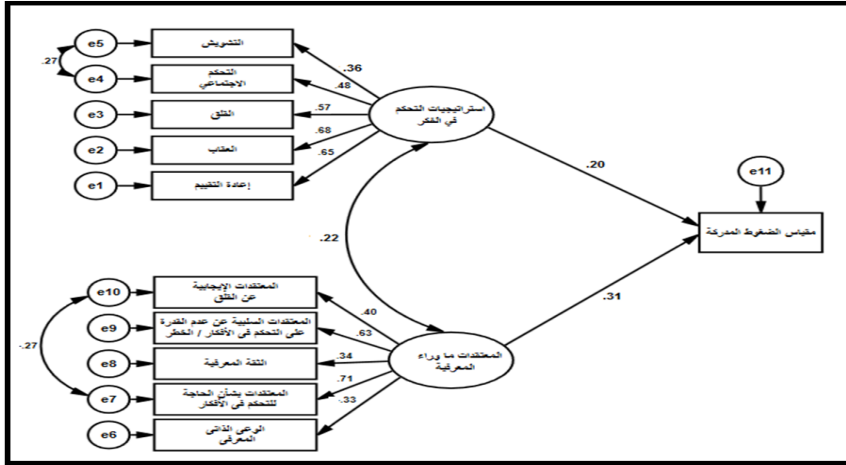 e5
التشويش
.27
.36
e4
التحكم
الاجتماعي
.48
e3
القلق
.57
استراتيجيات التحكم
في الفكر
e2
العقاب
.68
e1
إعادة التقييم
.65
.20
e11
مقياس الضغوط المدركة
.22
.31
e10
المعتقدات الإيجابية
عن القلق
.40
e9
المعتقدات السلبية عن عدم القدرة
على التحكم في الأفكار / الخطر
.63
-.27
e8
الثقة المعرفية
.34
المعتقدات ما وراء
المعرفية
e7
المعتقدات بشأن الحاجة
للتحكم في الأفكار
.71
e6
الوعى الذاتى
المعرفى
-.33